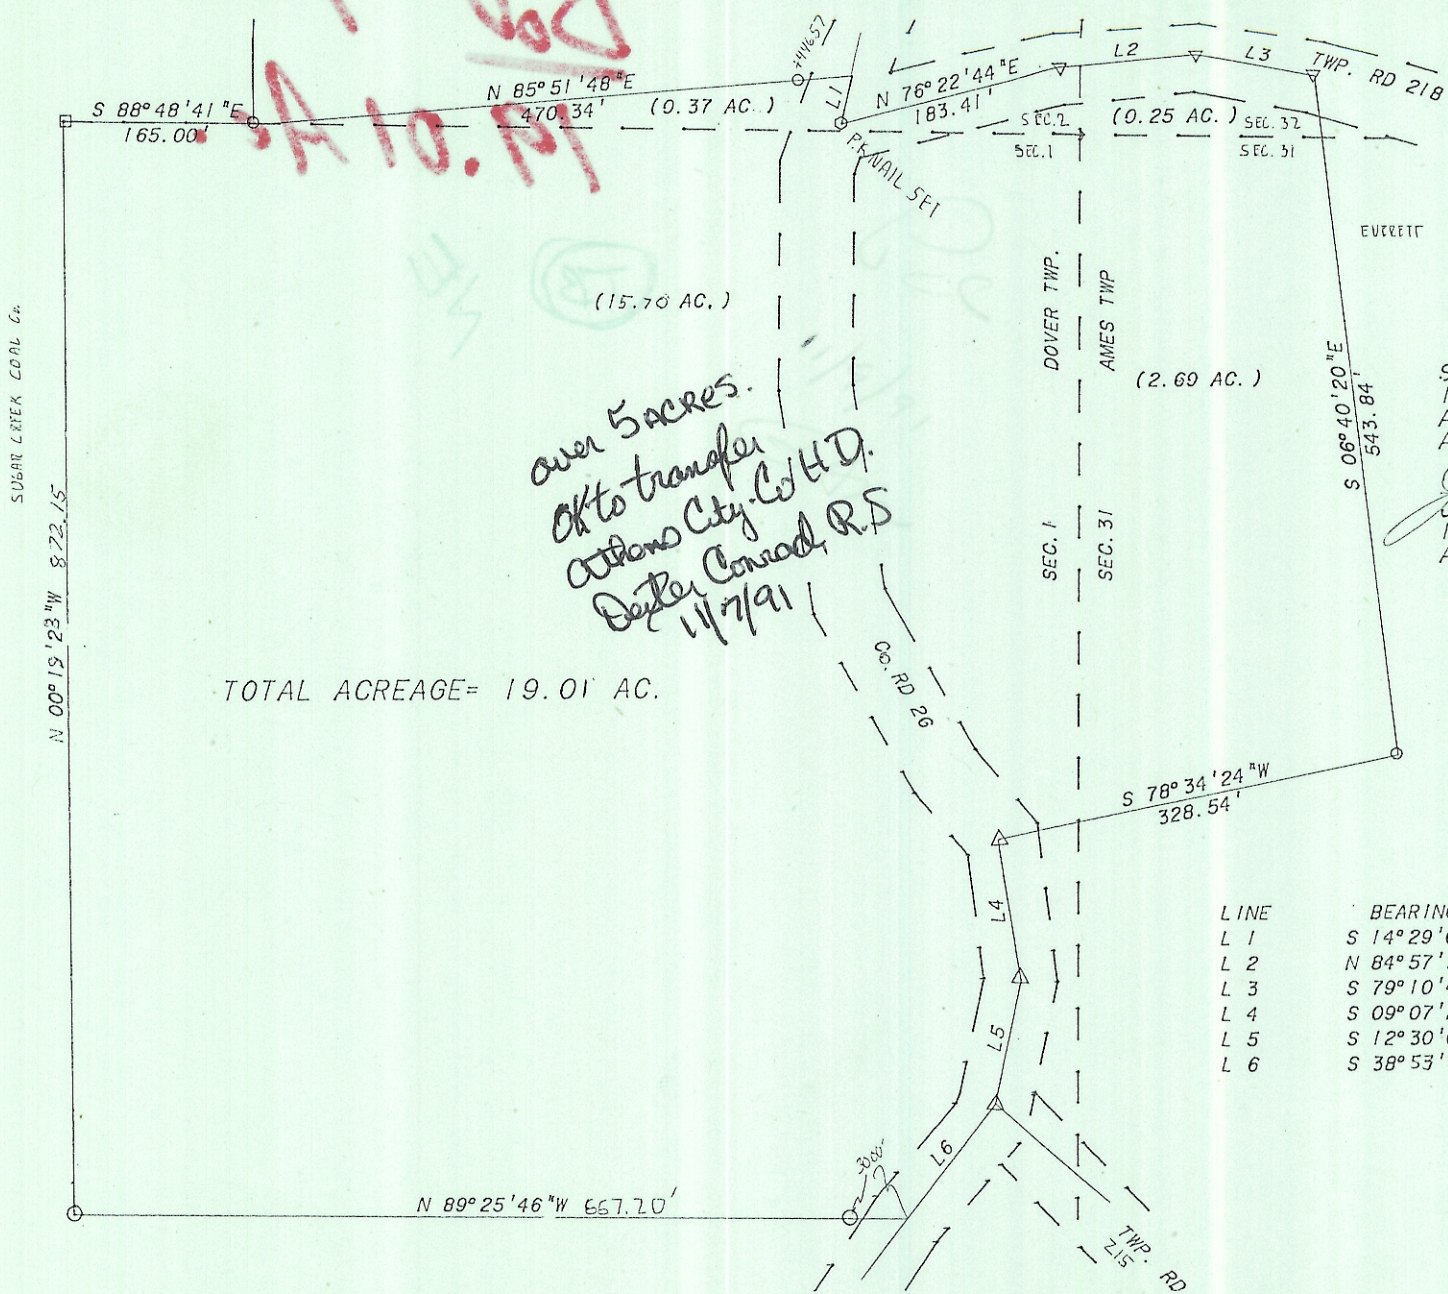 19.01 Ac.
S 88° 48' 41 "E
165.00'
N 85° 51' 48 "E
470.34'
(0.37 AC.)
L1
N 76° 22' 44 "E
183.41'
L2
L3
TWP. RD 218
SEC. 2
(0.25 AC.)
SEC. 32
SEC. 1
SEC. 31
P.K NAIL SET
EVERETT
(15.70 AC.)
DOVER TWP.
AMES TWP
(2.69 AC.)
S 06° 40' 20 "E
543.84'
SUGAR CREEK COAL Co.
N 00° 19' 23 "W 872.15
over 5 ACRES.
OK to transfer
Athens City-Co H D.
Conrad, R.S
11/7/91
SEC. 1
SEC. 31
CO. RD 26
TOTAL ACREAGE= 19.01 AC.
S 78° 34' 24 "W
328.54'
L4
L5
L6
LINE BEARING
L 1 S 14° 29'
L 2 N 84° 57'
L 3 S 79° 10'
L 4 S 09° 07'
L 5 S 12° 30'
L 6 S 38° 53'
30.00'
N 89° 25' 46 "W 667.20'
TWP. RD
215